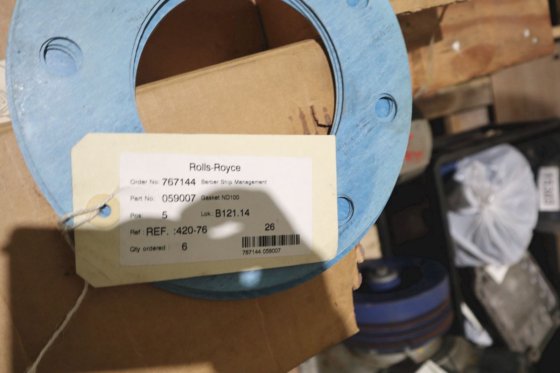 Rolls-Royce
Order No: 767144 Barber Ship Management
Part No: 059007 Gasket ND100
Pos: 5 Lok: B121.14
Ref: REF. :420-76 26
Qty ordered: 6
767144 059007